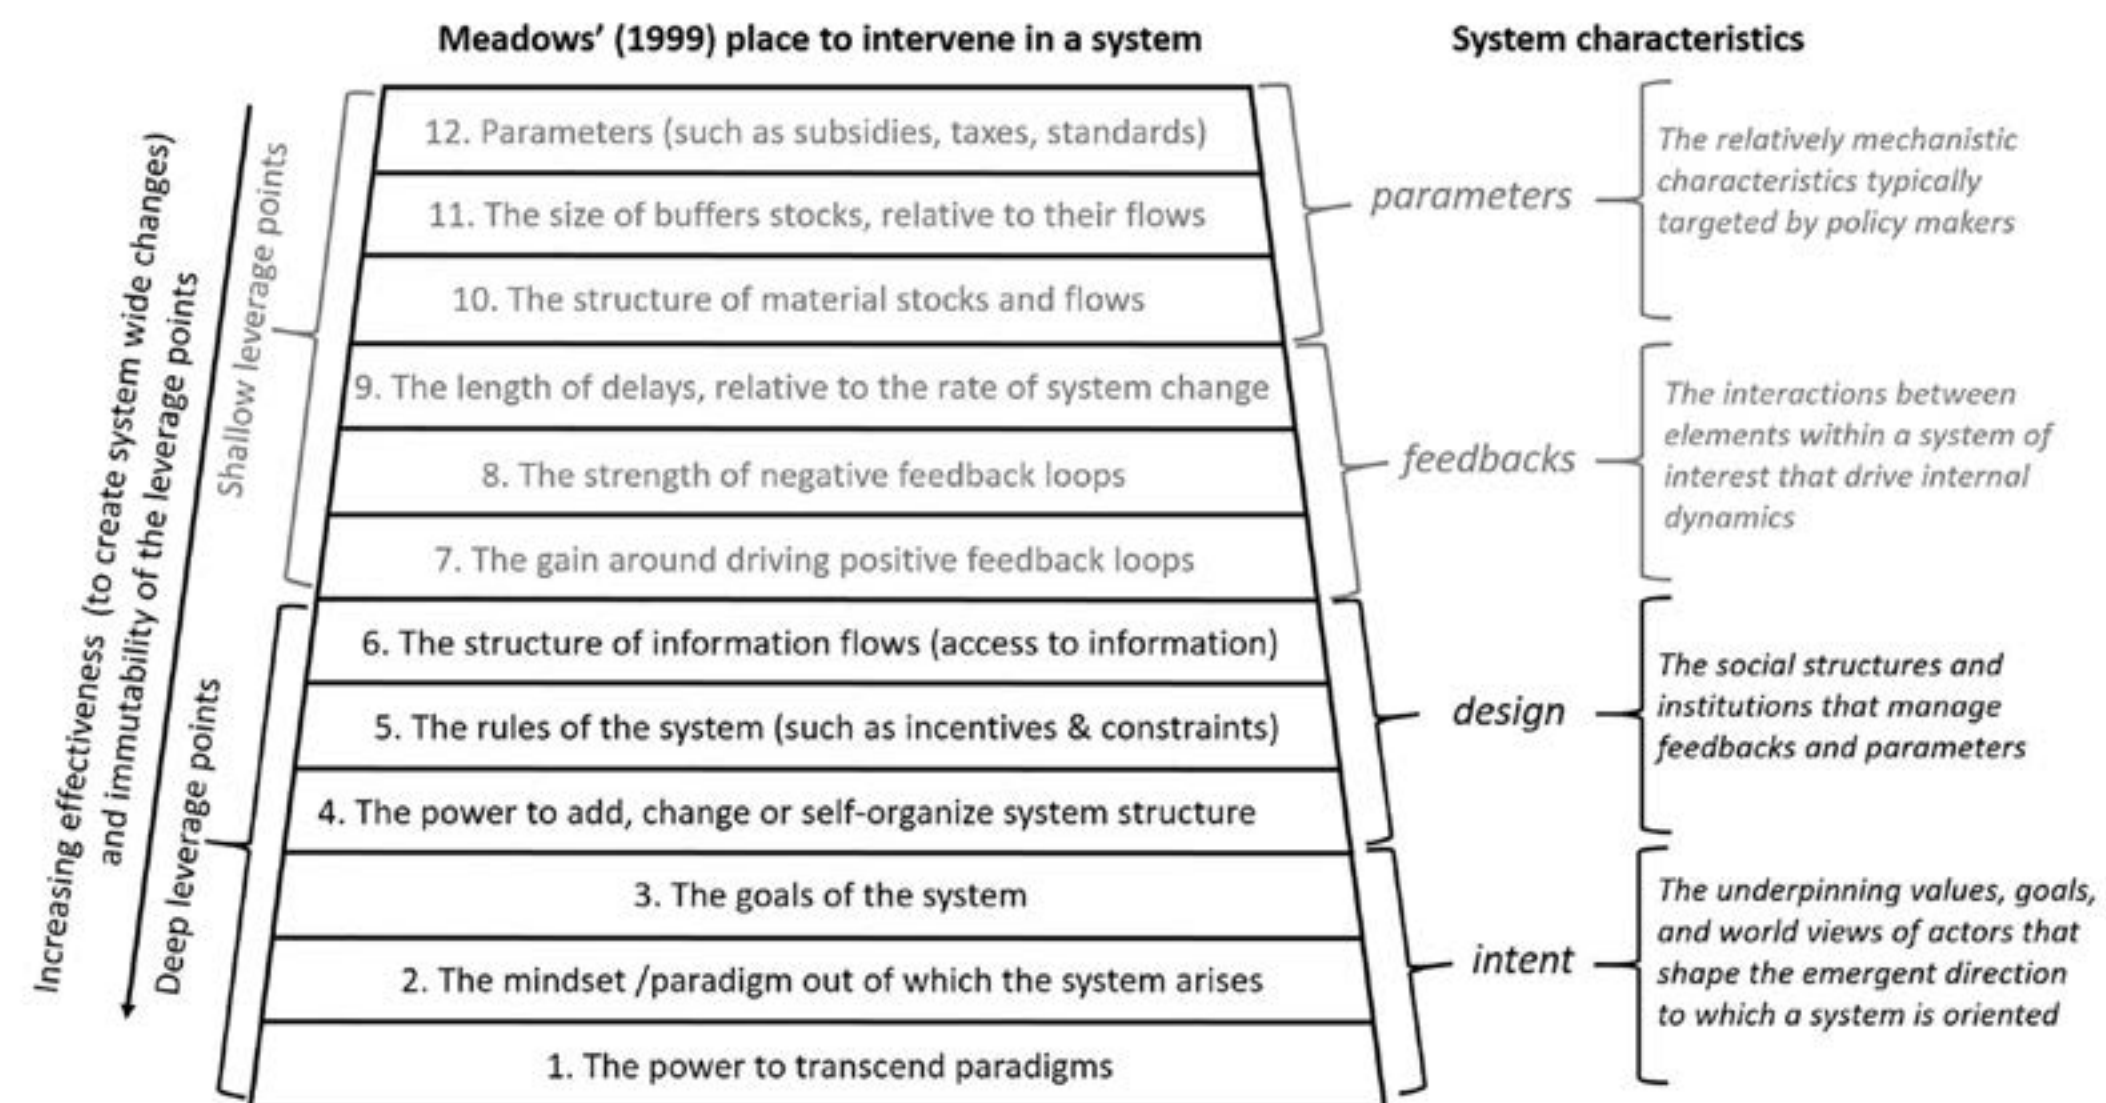 Meadows’ (1999) place to intervene in a system
System characteristics
Increasing effectiveness (to create system wide changes)
and immutability of the leverage points
Shallow leverage points
Deep leverage points
12. Parameters (such as subsidies, taxes, standards)
11. The size of buffers stocks, relative to their flows
10. The structure of material stocks and flows
9. The length of delays, relative to the rate of system change
8. The strength of negative feedback loops
7. The gain around driving positive feedback loops
6. The structure of information flows (access to information)
5. The rules of the system (such as incentives & constraints)
4. The power to add, change or self-organize system structure
3. The goals of the system
2. The mindset /paradigm out of which the system arises
1. The power to transcend paradigms
parameters
The relatively mechanistic
characteristics typically
targeted by policy makers
feedbacks
The interactions between
elements within a system of
interest that drive internal
dynamics
design
The social structures and
institutions that manage
feedbacks and parameters
intent
The underpinning values, goals,
and world views of actors that
shape the emergent direction
to which a system is oriented